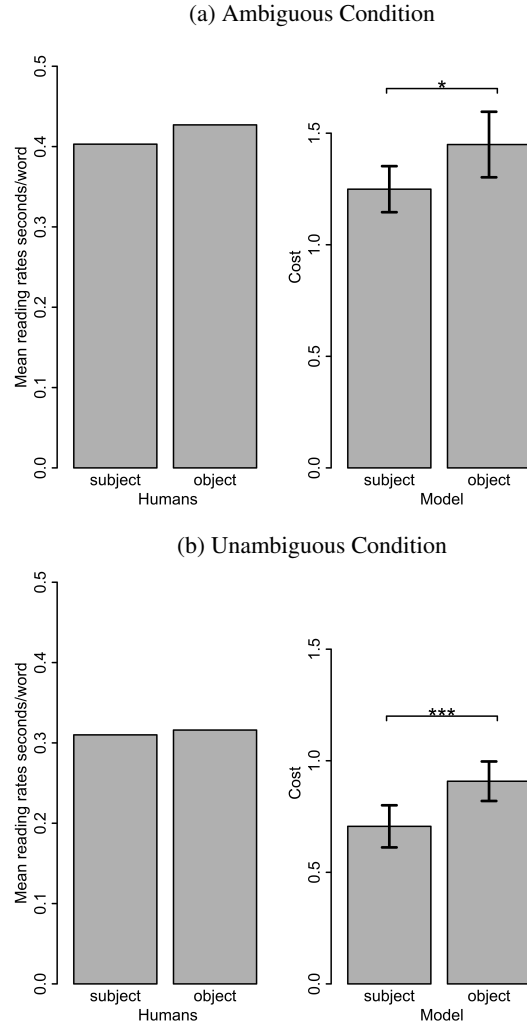 (a) Ambiguous Condition
Mean reading rates seconds/word
0.0
0.1
0.2
0.3
0.4
0.5
subject
object
Humans
Cost
0.0
0.5
1.0
1.5
*
subject
object
Model
(b) Unambiguous Condition
Mean reading rates seconds/word
0.0
0.1
0.2
0.3
0.4
0.5
subject
object
Humans
Cost
0.0
0.5
1.0
1.5
***
subject
object
Model